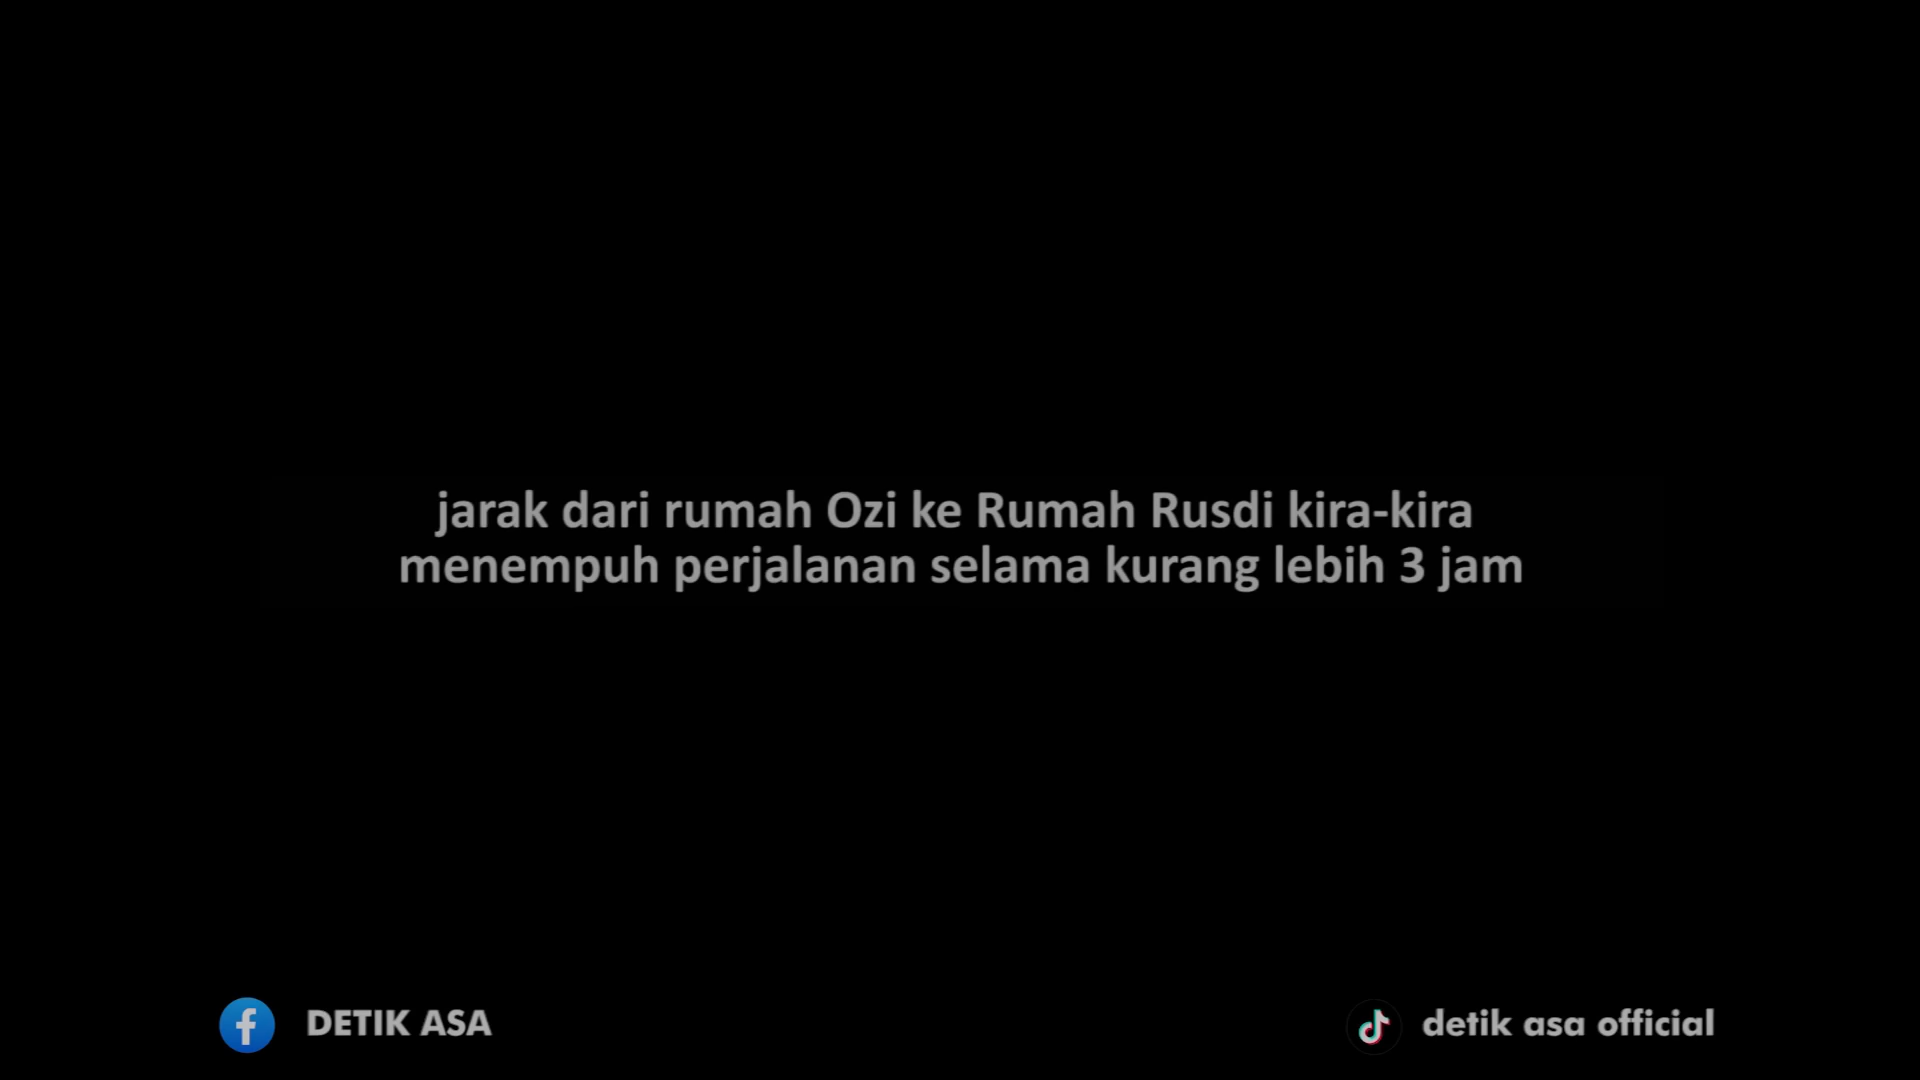 jarak dari rumah Ozi ke Rumah Rusdi kira-kira
menempuh perjalanan selama kurang lebih 3 jam
DETIK ASA
detik asa official